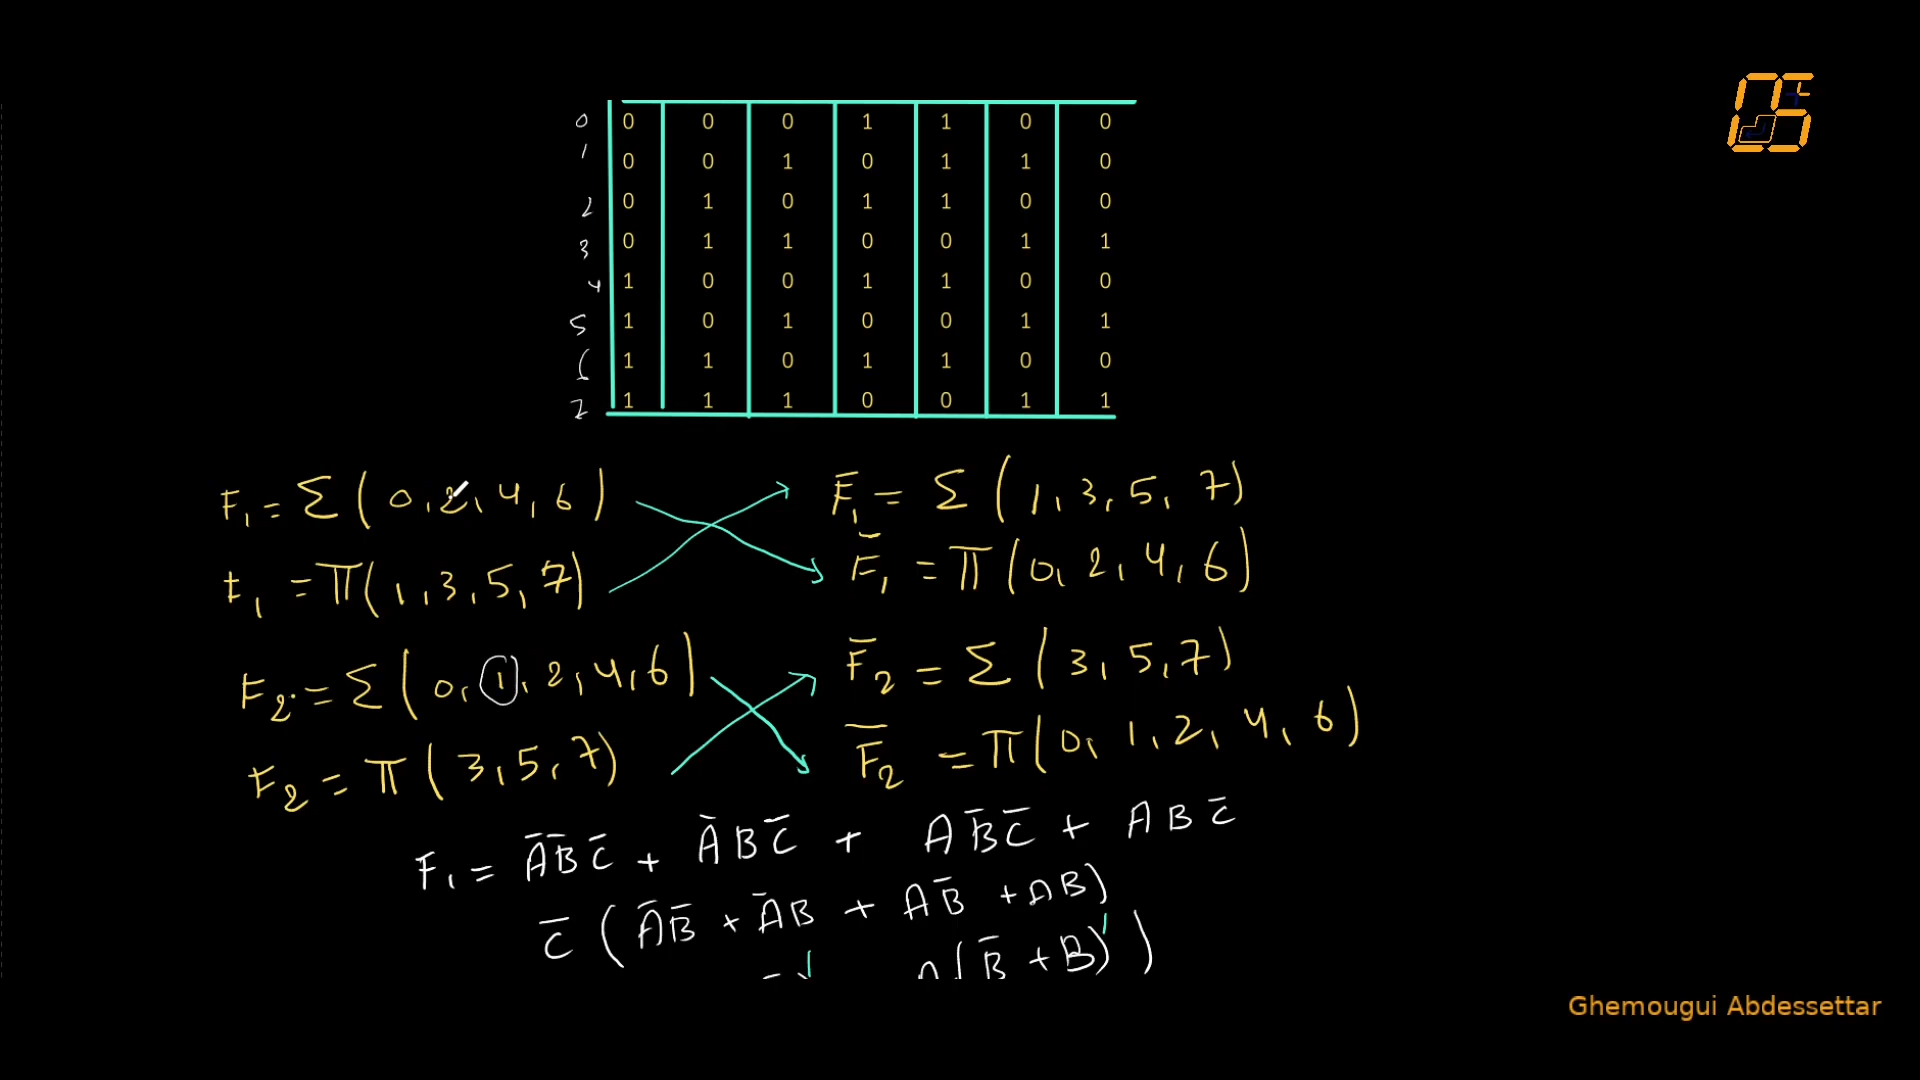 0 0 0 0 1 1 0 0
1 0 0 1 0 1 1 0
2 0 1 0 1 1 0 0
3 0 1 1 0 0 1 1
4 1 0 0 1 1 0 0
5 1 0 1 0 0 1 1
6 1 1 0 1 1 0 0
7 1 1 1 0 0 1 1
F₁ = Σ(0,2,4,6) F̄₁ = Σ(1,3,5,7)
F₁ = π(1,3,5,7) F̄₁ = π(0,2,4,6)
F₂ = Σ(0,1,2,4,6) F̄₂ = Σ(3,5,7)
F₂ = π(3,5,7) F̄₂ = π(0,1,2,4,6)
F₁ = ĀB̄C̄ + ĀBC̄ + AB̄C̄ + ABC̄
C̄(ĀB̄ + ĀB + AB̄ + AB)
(B̄ + B))
Ghemougui Abdessettar